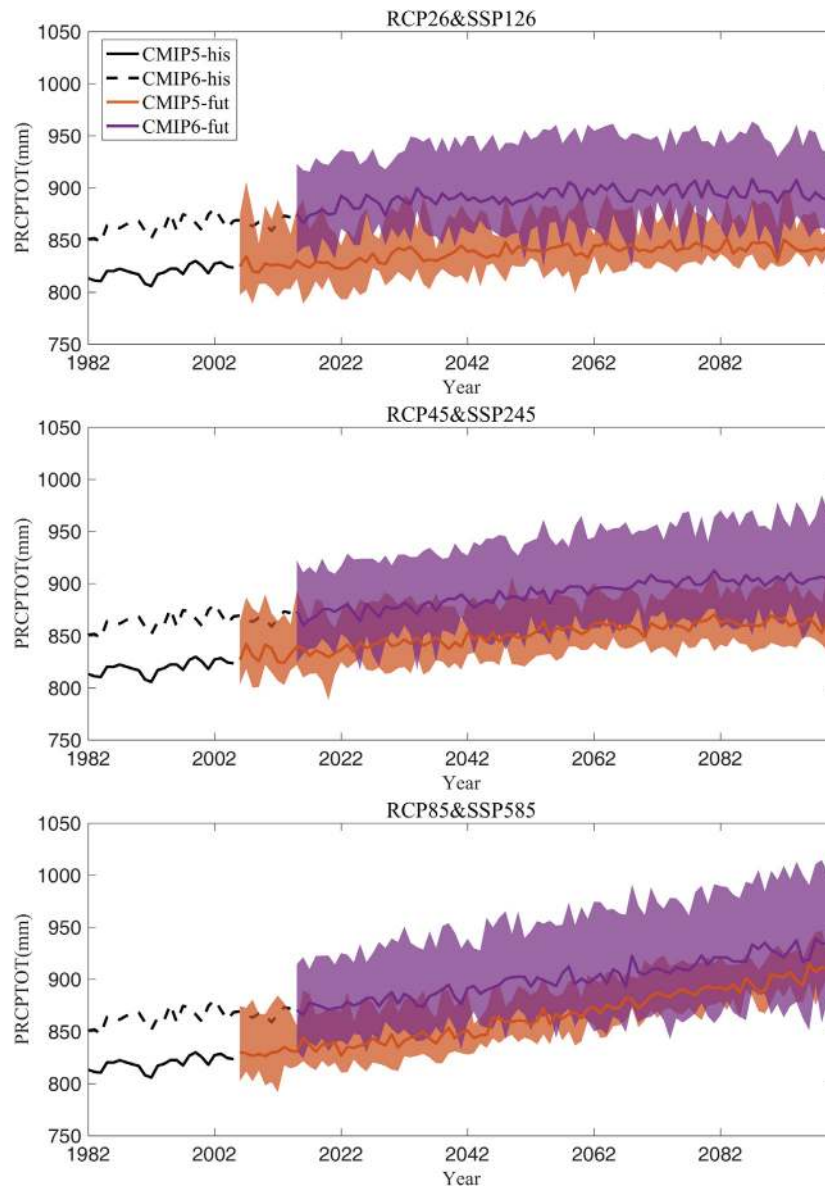 RCP26&SSP126
1050
CMIP5-his
CMIP6-his
CMIP5-fut
CMIP6-fut
1000
950
900
850
800
750
PRCPTOT(mm)
1982 2002 2022 2042 2062 2082
Year
RCP45&SSP245
1050
1000
950
900
850
800
750
PRCPTOT(mm)
1982 2002 2022 2042 2062 2082
Year
RCP85&SSP585
1050
1000
950
900
850
800
750
PRCPTOT(mm)
1982 2002 2022 2042 2062 2082
Year